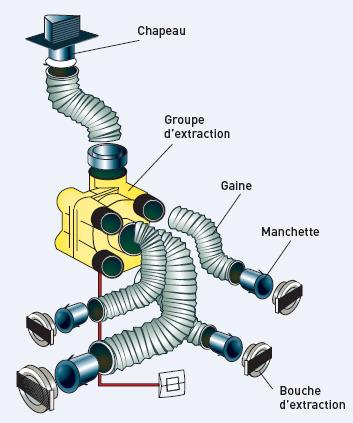 Chapeau
Groupe
d'extraction
Gaine
Manchette
Bouche
d'extraction